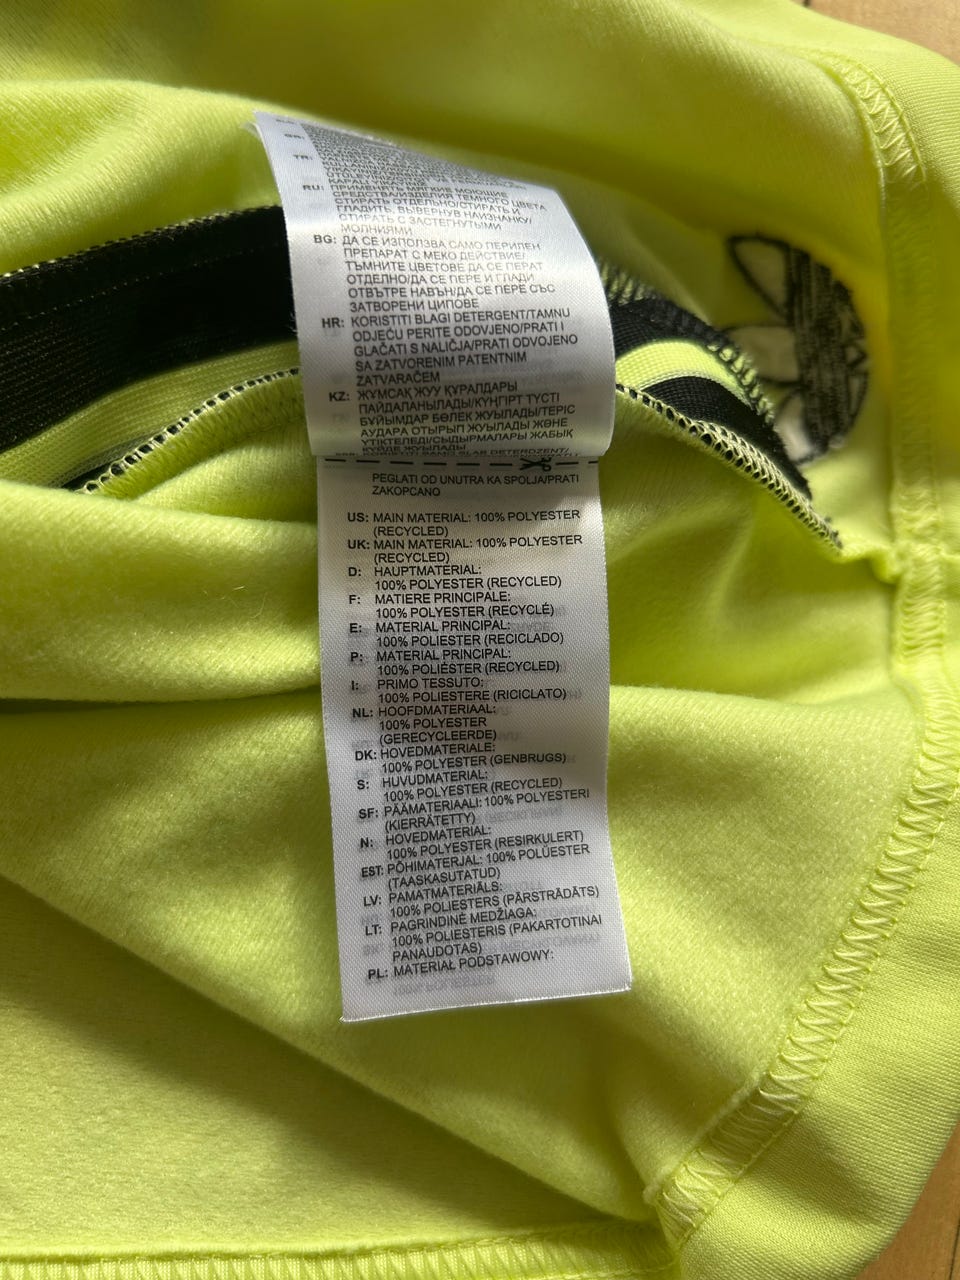 GR:
TR:
RU: ПРИМЕНЯТЬ МЯГКИЕ МОЮЩИЕ
СРЕДСТВА/ИЗДЕЛИЯ ТЕМНОГО ЦВЕТА
СТИРАТЬ ОТДЕЛЬНО/СТИРАТЬ И
ГЛАДИТЬ, ВЫВЕРНУВ НАИЗНАНКУ/
СТИРАТЬ С ЗАСТЕГНУТЫМИ
МОЛНИЯМИ
BG: ДА СЕ ИЗПОЛЗВА САМО ПЕРИЛЕН
ПРЕПАРАТ С МЕКО ДЕЙСТВИЕ/
ТЪМНИТЕ ЦВЕТОВЕ ДА СЕ ПЕРАТ
ОТДЕЛНО/ДА СЕ ПЕРЕ И ГЛАДИ
ОТВЪТРЕ НАВЪН/ДА СЕ ПЕРЕ СЪС
ЗАТВОРЕНИ ЦИПОВЕ
HR: KORISTITI BLAGI DETERGENT/TAMNU
ODJEĆU PERITE ODOVOJENO/PRATI I
GLAČATI S NALIČJA/PRATI ODVOJENO
SA ZATVORENIM PATENTNIM
ZATVARAČEM
KZ: ЖҰМСАҚ ЖУУ ҚҰРАЛДАРЫ
ПАЙДАЛАНЫЛАДЫ/КҮҢГІРТ ТҮСТІ
БҰЙЫМДАР БӨЛЕК ЖУЫЛАДЫ/ТЕРІС
АУДАРА ОТЫРЫП ЖУЫЛАДЫ ЖӘНЕ
ҮТІКТЕЛЕДІ/СЫДЫРМАЛАРЫ ЖАБЫҚ
КҮЙДЕ ЖУЫЛАДЫ
PEGLATI OD UNUTRA KA SPOLJA/PRATI
ZAKOPCANO
US: MAIN MATERIAL: 100% POLYESTER
(RECYCLED)
UK: MAIN MATERIAL: 100% POLYESTER
(RECYCLED)
D: HAUPTMATERIAL:
100% POLYESTER (RECYCLED)
F: MATIERE PRINCIPALE:
100% POLYESTER (RECYCLÉ)
E: MATERIAL PRINCIPAL:
100% POLIESTER (RECICLADO)
P: MATERIAL PRINCIPAL:
100% POLIÉSTER (RECYCLED)
I: PRIMO TESSUTO:
100% POLIESTERE (RICICLATO)
NL: HOOFDMATERIAAL:
100% POLYESTER
(GERECYCLEERDE)
DK: HOVEDMATERIALE:
100% POLYESTER (GENBRUGS)
S: HUVUDMATERIAL:
100% POLYESTER (RECYCLED)
SF: PÄÄMATERIAALI: 100% POLYESTERI
(KIERRÄTETTY)
N: HOVEDMATERIAL:
100% POLYESTER (RESIRKULERT)
EST: PÕHIMATERJAL: 100% POLÜESTER
(TAASKASUTATUD)
LV: PAMATMATERIĀLS:
100% POLIESTERS (PĀRSTRĀDĀTS)
LT: PAGRINDINĖ MEDŽIAGA:
100% POLIESTERIS (PAKARTOTINAI
PANAUDOTAS)
PL: MATERIAŁ PODSTAWOWY: